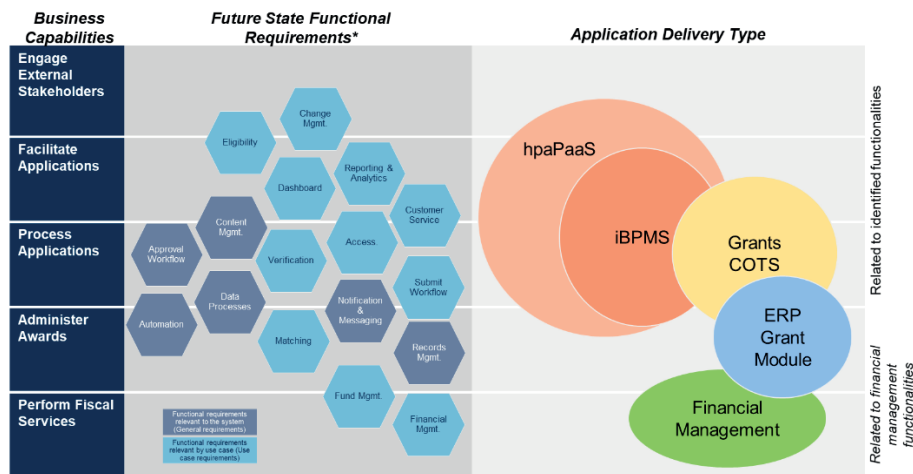 Business
Capabilities
Future State Functional
Requirements*
Application Delivery Type
Engage
External
Stakeholders
Facilitate
Applications
Process
Applications
Administer
Awards
Perform Fiscal
Services
Change
Mgmt.
Eligibility
Reporting &
Analytics
Dashboard
Customer
Service
Content
Mgmt.
Approval
Workflow
Access
Verification
Submit
Workflow
Data
Processes
Notification
&
Messaging
Automation
Matching
Records
Mgmt.
Fund Mgmt.
Financial
Mgmt.
Functional requirements
relevant to the system
(General requirements)
Functional requirements
relevant by use case (Use
case requirements)
hpaPaaS
iBPMS
Grants
COTS
ERP
Grant
Module
Financial
Management
Related to identified functionalities
Related to financial
management
functionalities